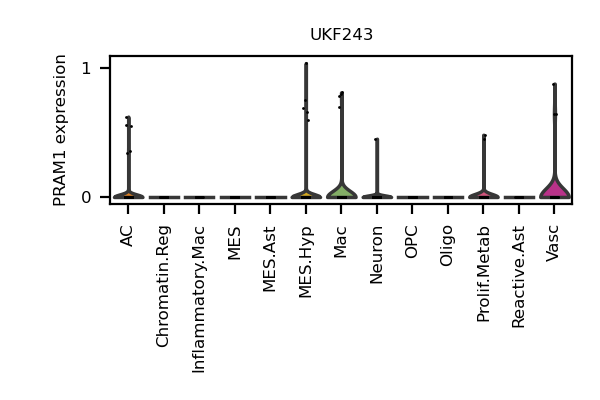 UKF243
PRAM1 expression
1
0
AC
Chromatin.Reg
Inflammatory.Mac
MES
MES.Ast
MES.Hyp
Mac
Neuron
OPC
Oligo
Prolif.Metab
Reactive.Ast
Vasc